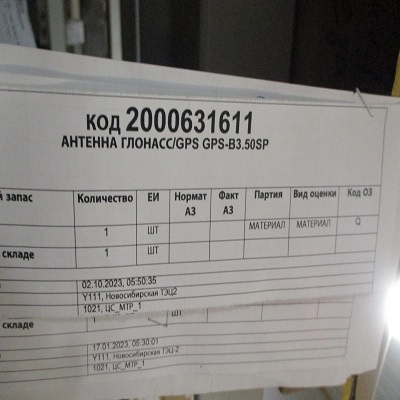 код 2000631611
АНТЕННА ГЛОНАСС/GPS GPS-B3.50SP
й запас Количество ЕИ Нормат АЗ Факт АЗ Партия Вид оценки Код ОЗ
1 ШТ МАТЕРИАЛ МАТЕРИАЛ Q
складе 1 ШТ
02.10.2023, 05:50:35
Y111, Новосибирская ТЭЦ2
1021, ЦС_МТР_1
складе 1 ШТ
17.01.2023, 05:30:01
Y111, Новосибирская ТЭЦ-2
1021, ЦС_МТР_1